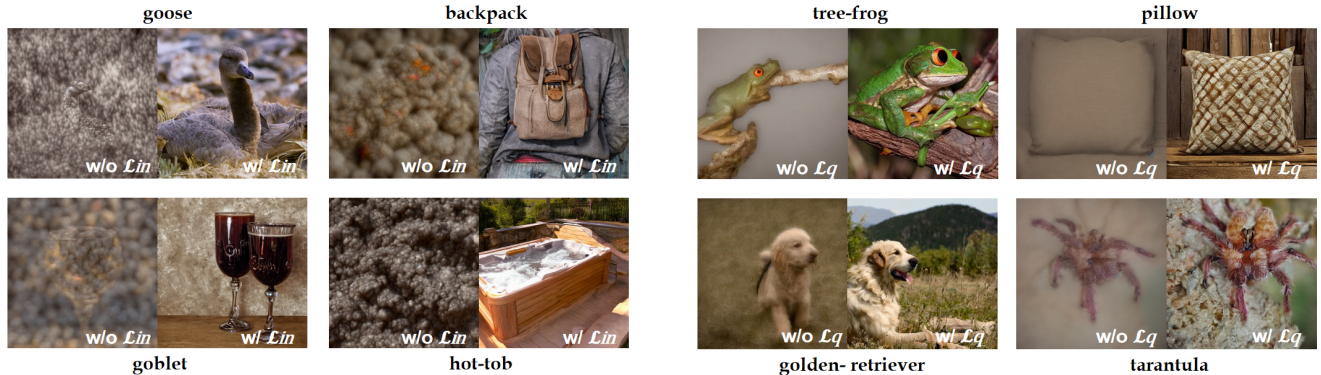 goose
backpack
tree-frog
pillow
w/o Lin
w/ Lin
w/o Lin
w/ Lin
w/o Lq
w/ Lq
w/o Lq
w/ Lq
w/o Lin
w/ Lin
w/o Lin
w/ Lin
w/o Lq
w/ Lq
w/o Lq
w/ Lq
goblet
hot-tob
golden- retriever
tarantula